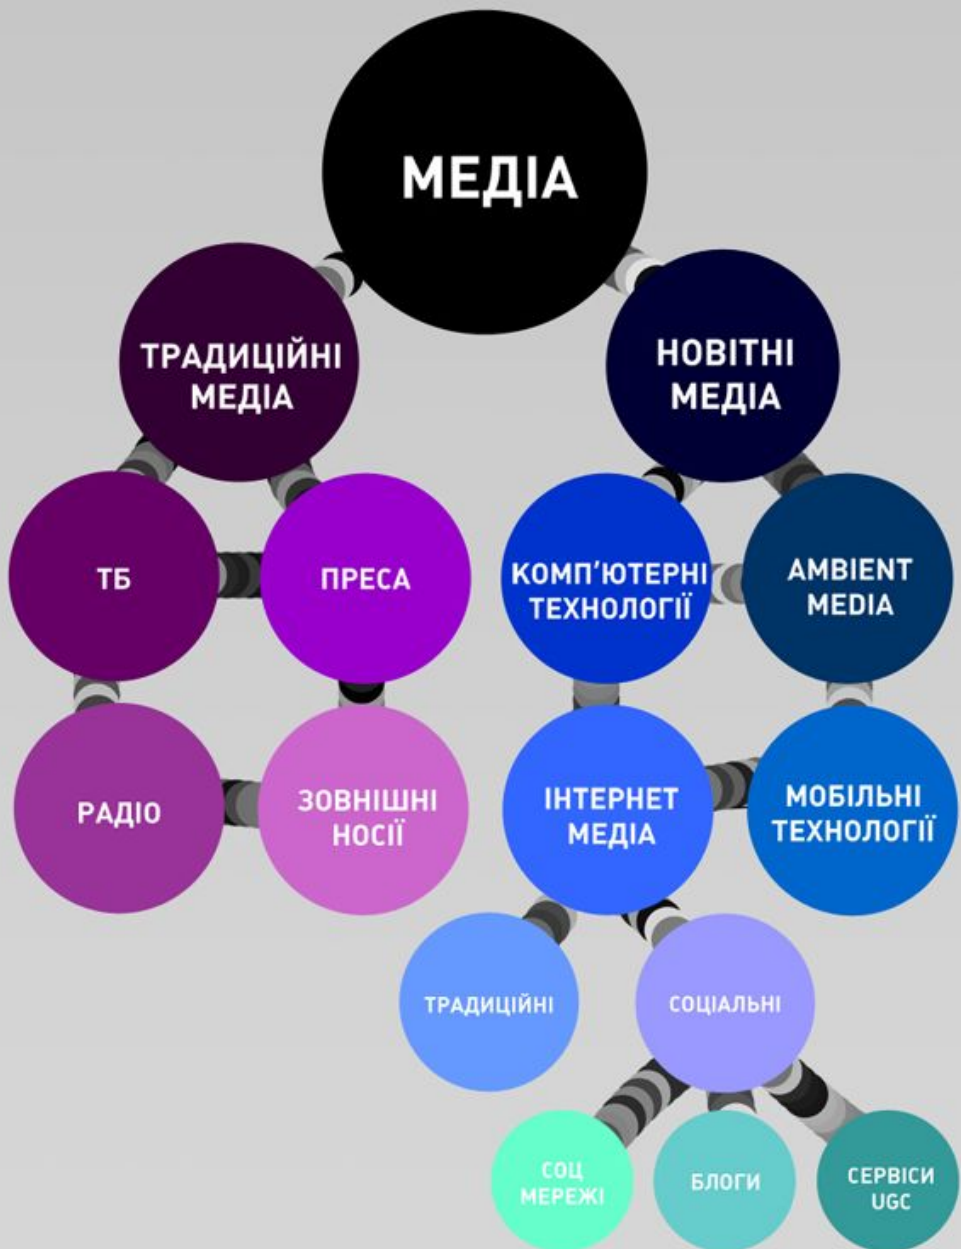 МЕДІА
ТРАДИЦІЙНІ
МЕДІА
НОВІТНІ
МЕДІА
ТБ
ПРЕСА
КОМП'ЮТЕРНІ
ТЕХНОЛОГІЇ
AMBIENT
MEDIA
РАДІО
ЗОВНІШНІ
НОСІЇ
ІНТЕРНЕТ
МЕДІА
МОБІЛЬНІ
ТЕХНОЛОГІЇ
ТРАДИЦІЙНІ
СОЦІАЛЬНІ
СОЦ
МЕРЕЖІ
БЛОГИ
СЕРВІСИ
UGC